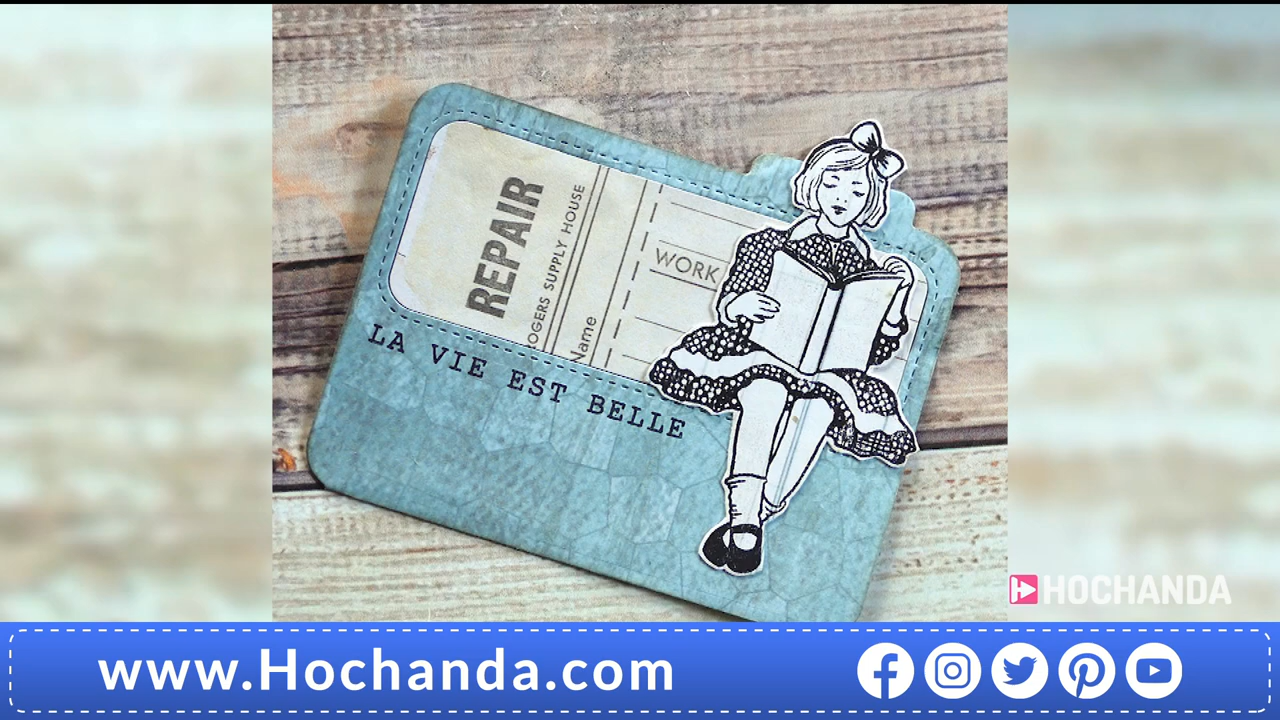 REPAIR
OGERS SUPPLY HOUSE
Name
WORK
LA VIE EST BELLE
HOCHANDA
www.Hochanda.com